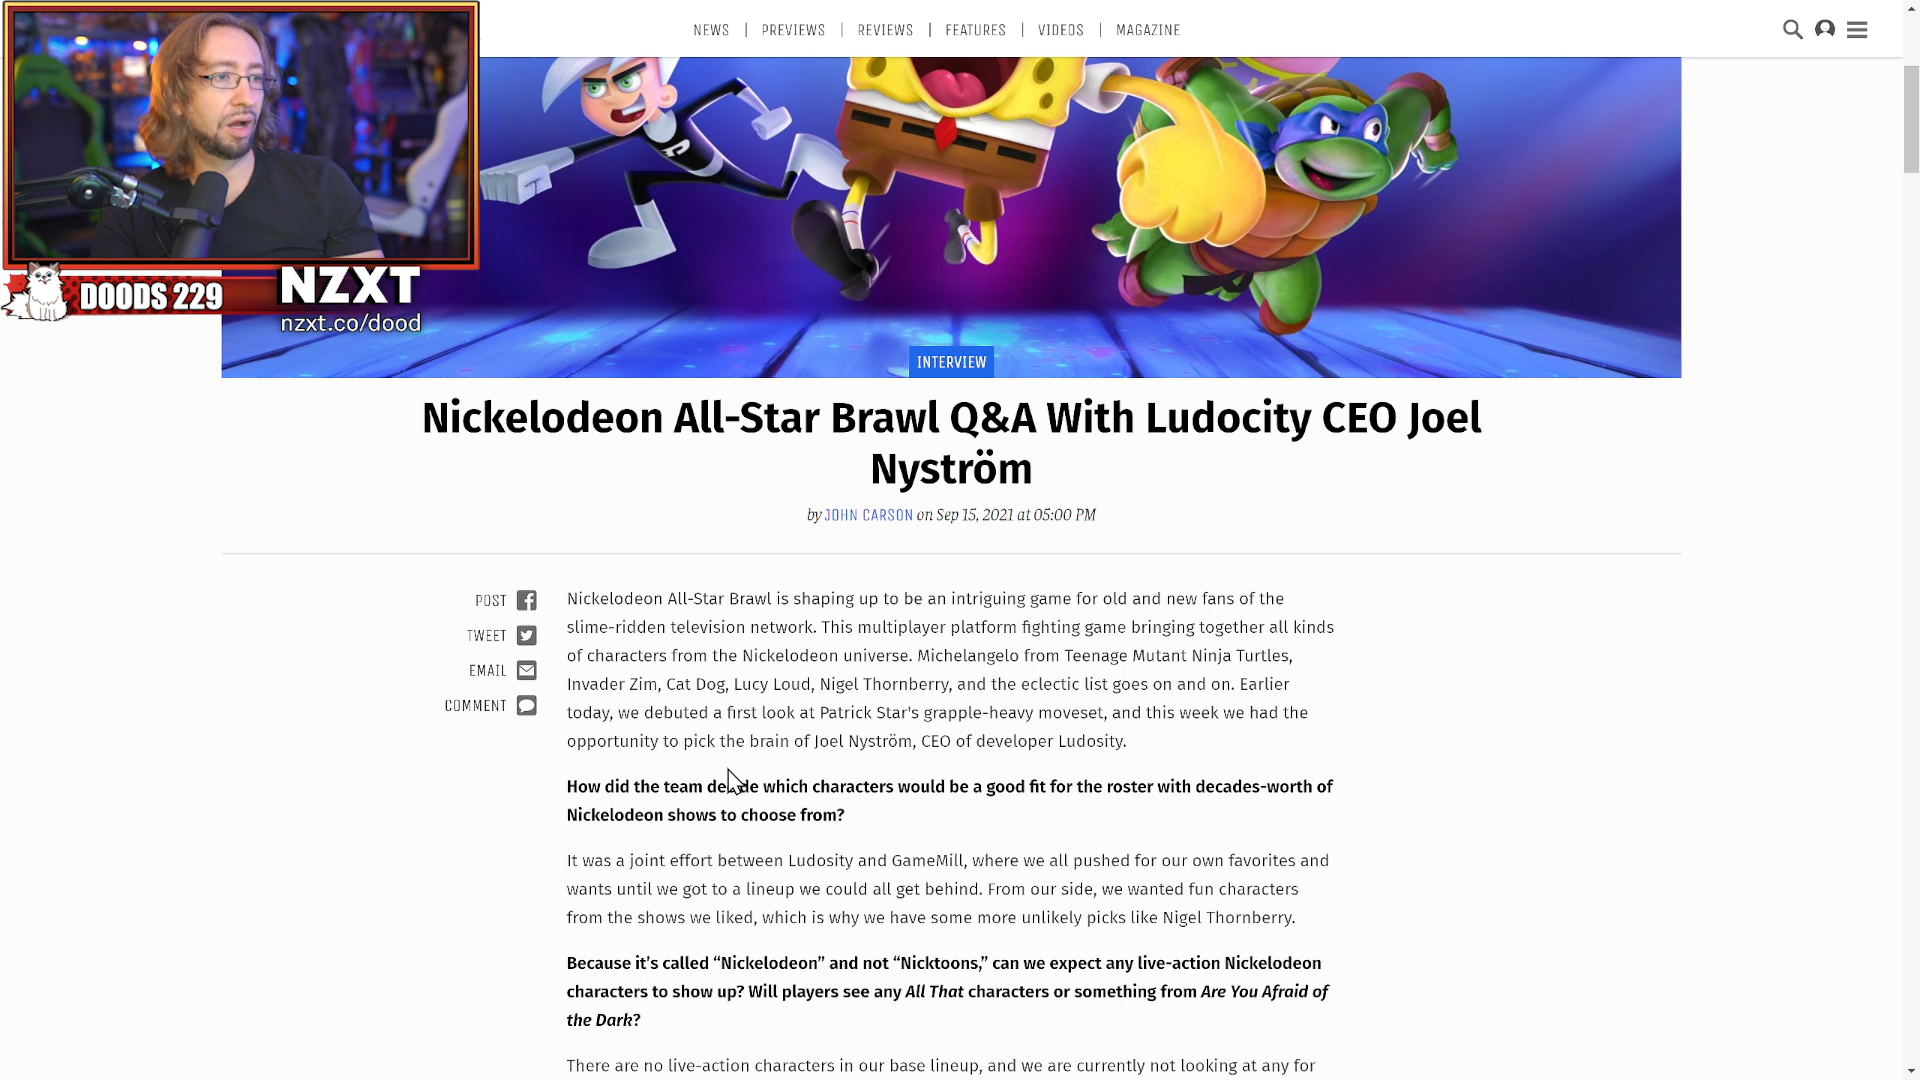 NEWS | PREVIEWS | REVIEWS | FEATURES | VIDEOS | MAGAZINE
DOODS 229
NZXT
nzxt.co/dood
INTERVIEW
Nickelodeon All-Star Brawl Q&A With Ludocity CEO Joel
Nyström
by JOHN CARSON on Sep 15, 2021 at 05:00 PM
POST
TWEET
EMAIL
COMMENT
Nickelodeon All-Star Brawl is shaping up to be an intriguing game for old and new fans of the
slime-ridden television network. This multiplayer platform fighting game bringing together all kinds
of characters from the Nickelodeon universe. Michelangelo from Teenage Mutant Ninja Turtles,
Invader Zim, Cat Dog, Lucy Loud, Nigel Thornberry, and the eclectic list goes on and on. Earlier
today, we debuted a first look at Patrick Star's grapple-heavy moveset, and this week we had the
opportunity to pick the brain of Joel Nyström, CEO of developer Ludosity.
How did the team decide which characters would be a good fit for the roster with decades-worth of
Nickelodeon shows to choose from?
It was a joint effort between Ludosity and GameMill, where we all pushed for our own favorites and
wants until we got to a lineup we could all get behind. From our side, we wanted fun characters
from the shows we liked, which is why we have some more unlikely picks like Nigel Thornberry.
Because it’s called “Nickelodeon” and not “Nicktoons,” can we expect any live-action Nickelodeon
characters to show up? Will players see any All That characters or something from Are You Afraid of
the Dark?
There are no live-action characters in our base lineup, and we are currently not looking at any for